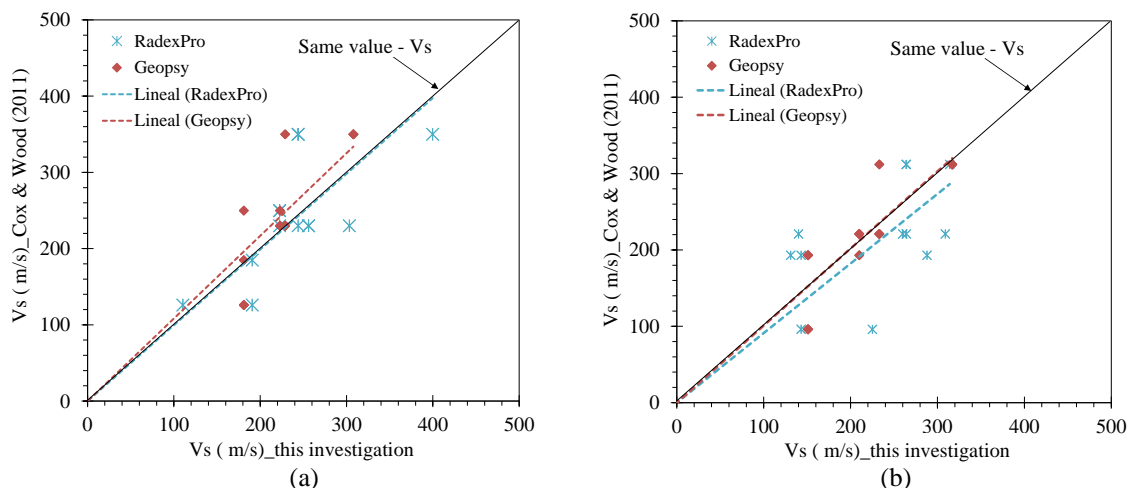 500
400
300
200
100
0
Vs ( m/s)_Cox & Wood (2011)
RadexPro
Geopsy
Lineal (RadexPro)
Lineal (Geopsy)
Same value - Vs
0 100 200 300 400 500
Vs ( m/s)_this investigation
(a)
500
400
300
200
100
0
Vs ( m/s)_Cox & Wood (2011)
RadexPro
Geopsy
Lineal (RadexPro)
Lineal (Geopsy)
Same value - Vs
0 100 200 300 400 500
Vs ( m/s)_this investigation
(b)